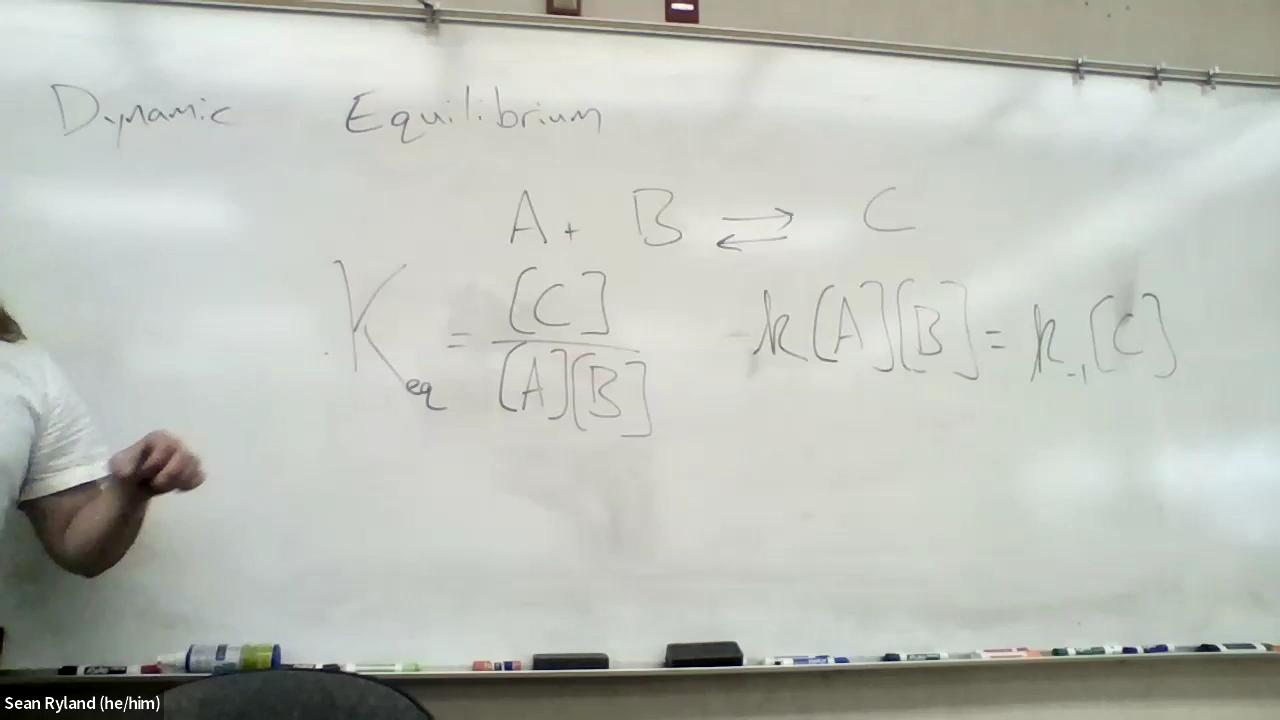 Dynamic Equilibrium
A + B ⇌ C
K_eq = [C] / [A][B]
k[A][B] = k_-1[C]
Sean Ryland (he/him)